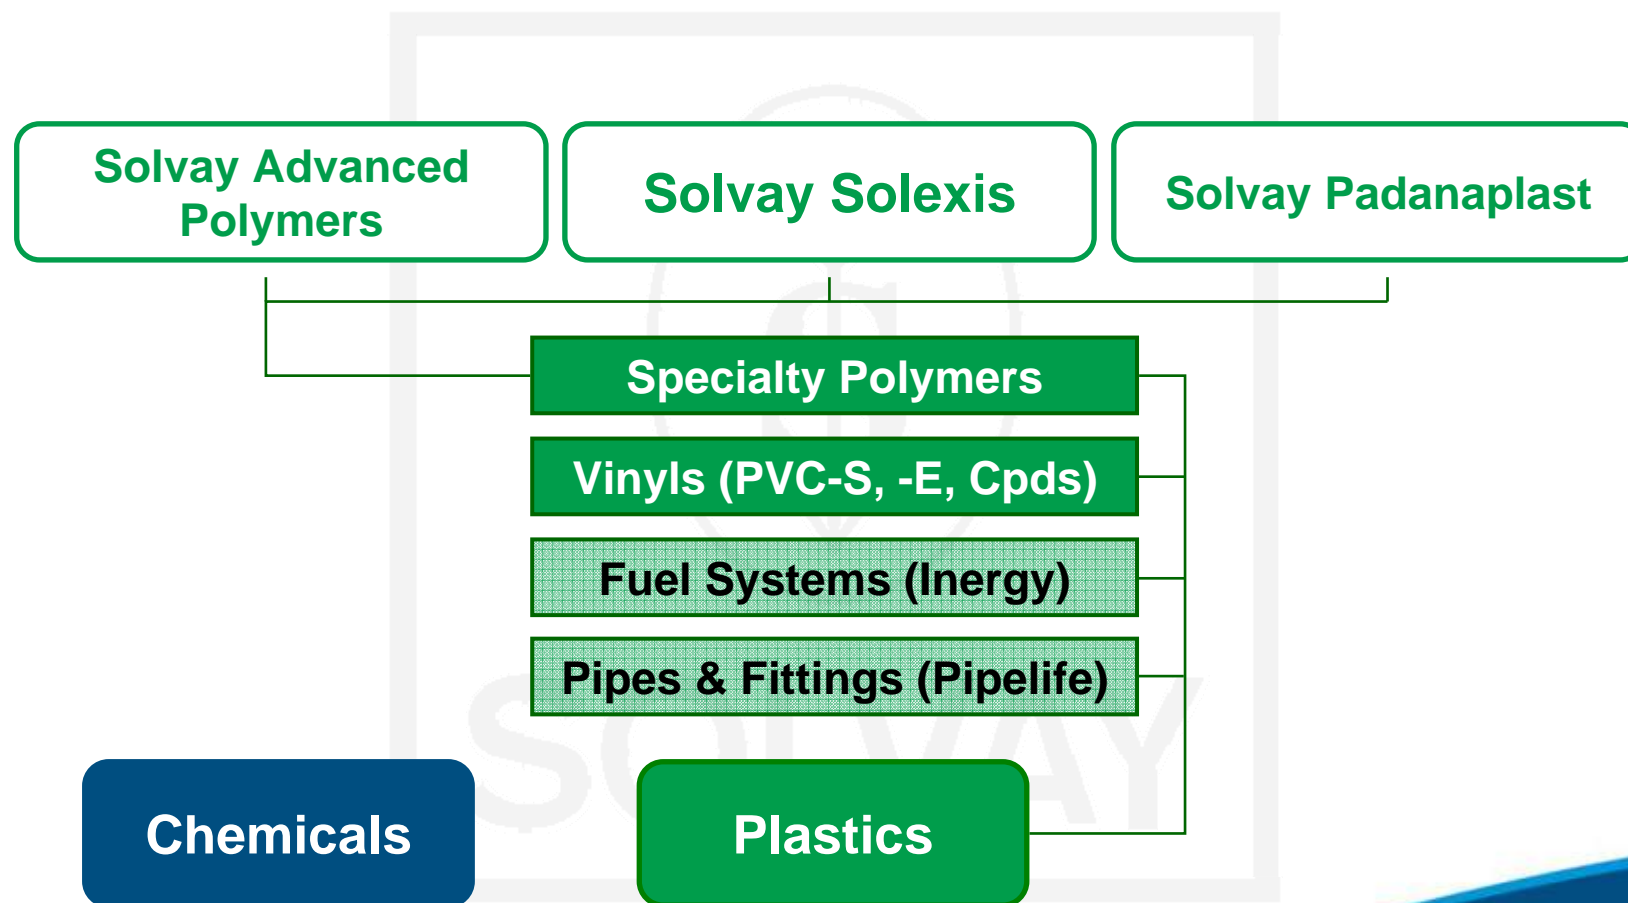 Solvay Advanced
Polymers
Solvay Solexis
Solvay Padanaplast
Specialty Polymers
Vinyls (PVC-S, -E, Cpds)
Fuel Systems (Inergy)
Pipes & Fittings (Pipelife)
SOLVAY
Chemicals
Plastics